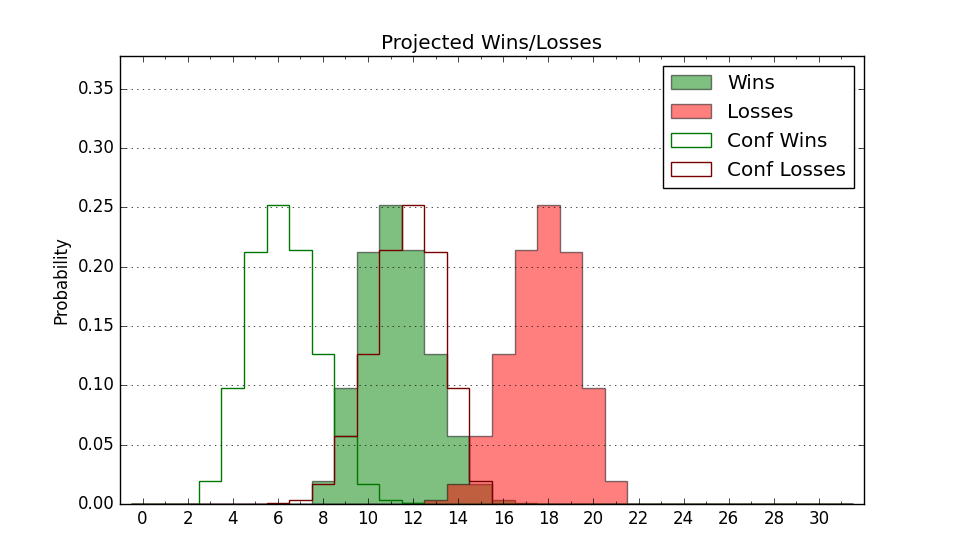 Projected Wins/Losses
Wins
Losses
Conf Wins
Conf Losses
Probability
0.35
0.30
0.25
0.20
0.15
0.10
0.05
0.00
0 2 4 6 8 10 12 14 16 18 20 22 24 26 28 30